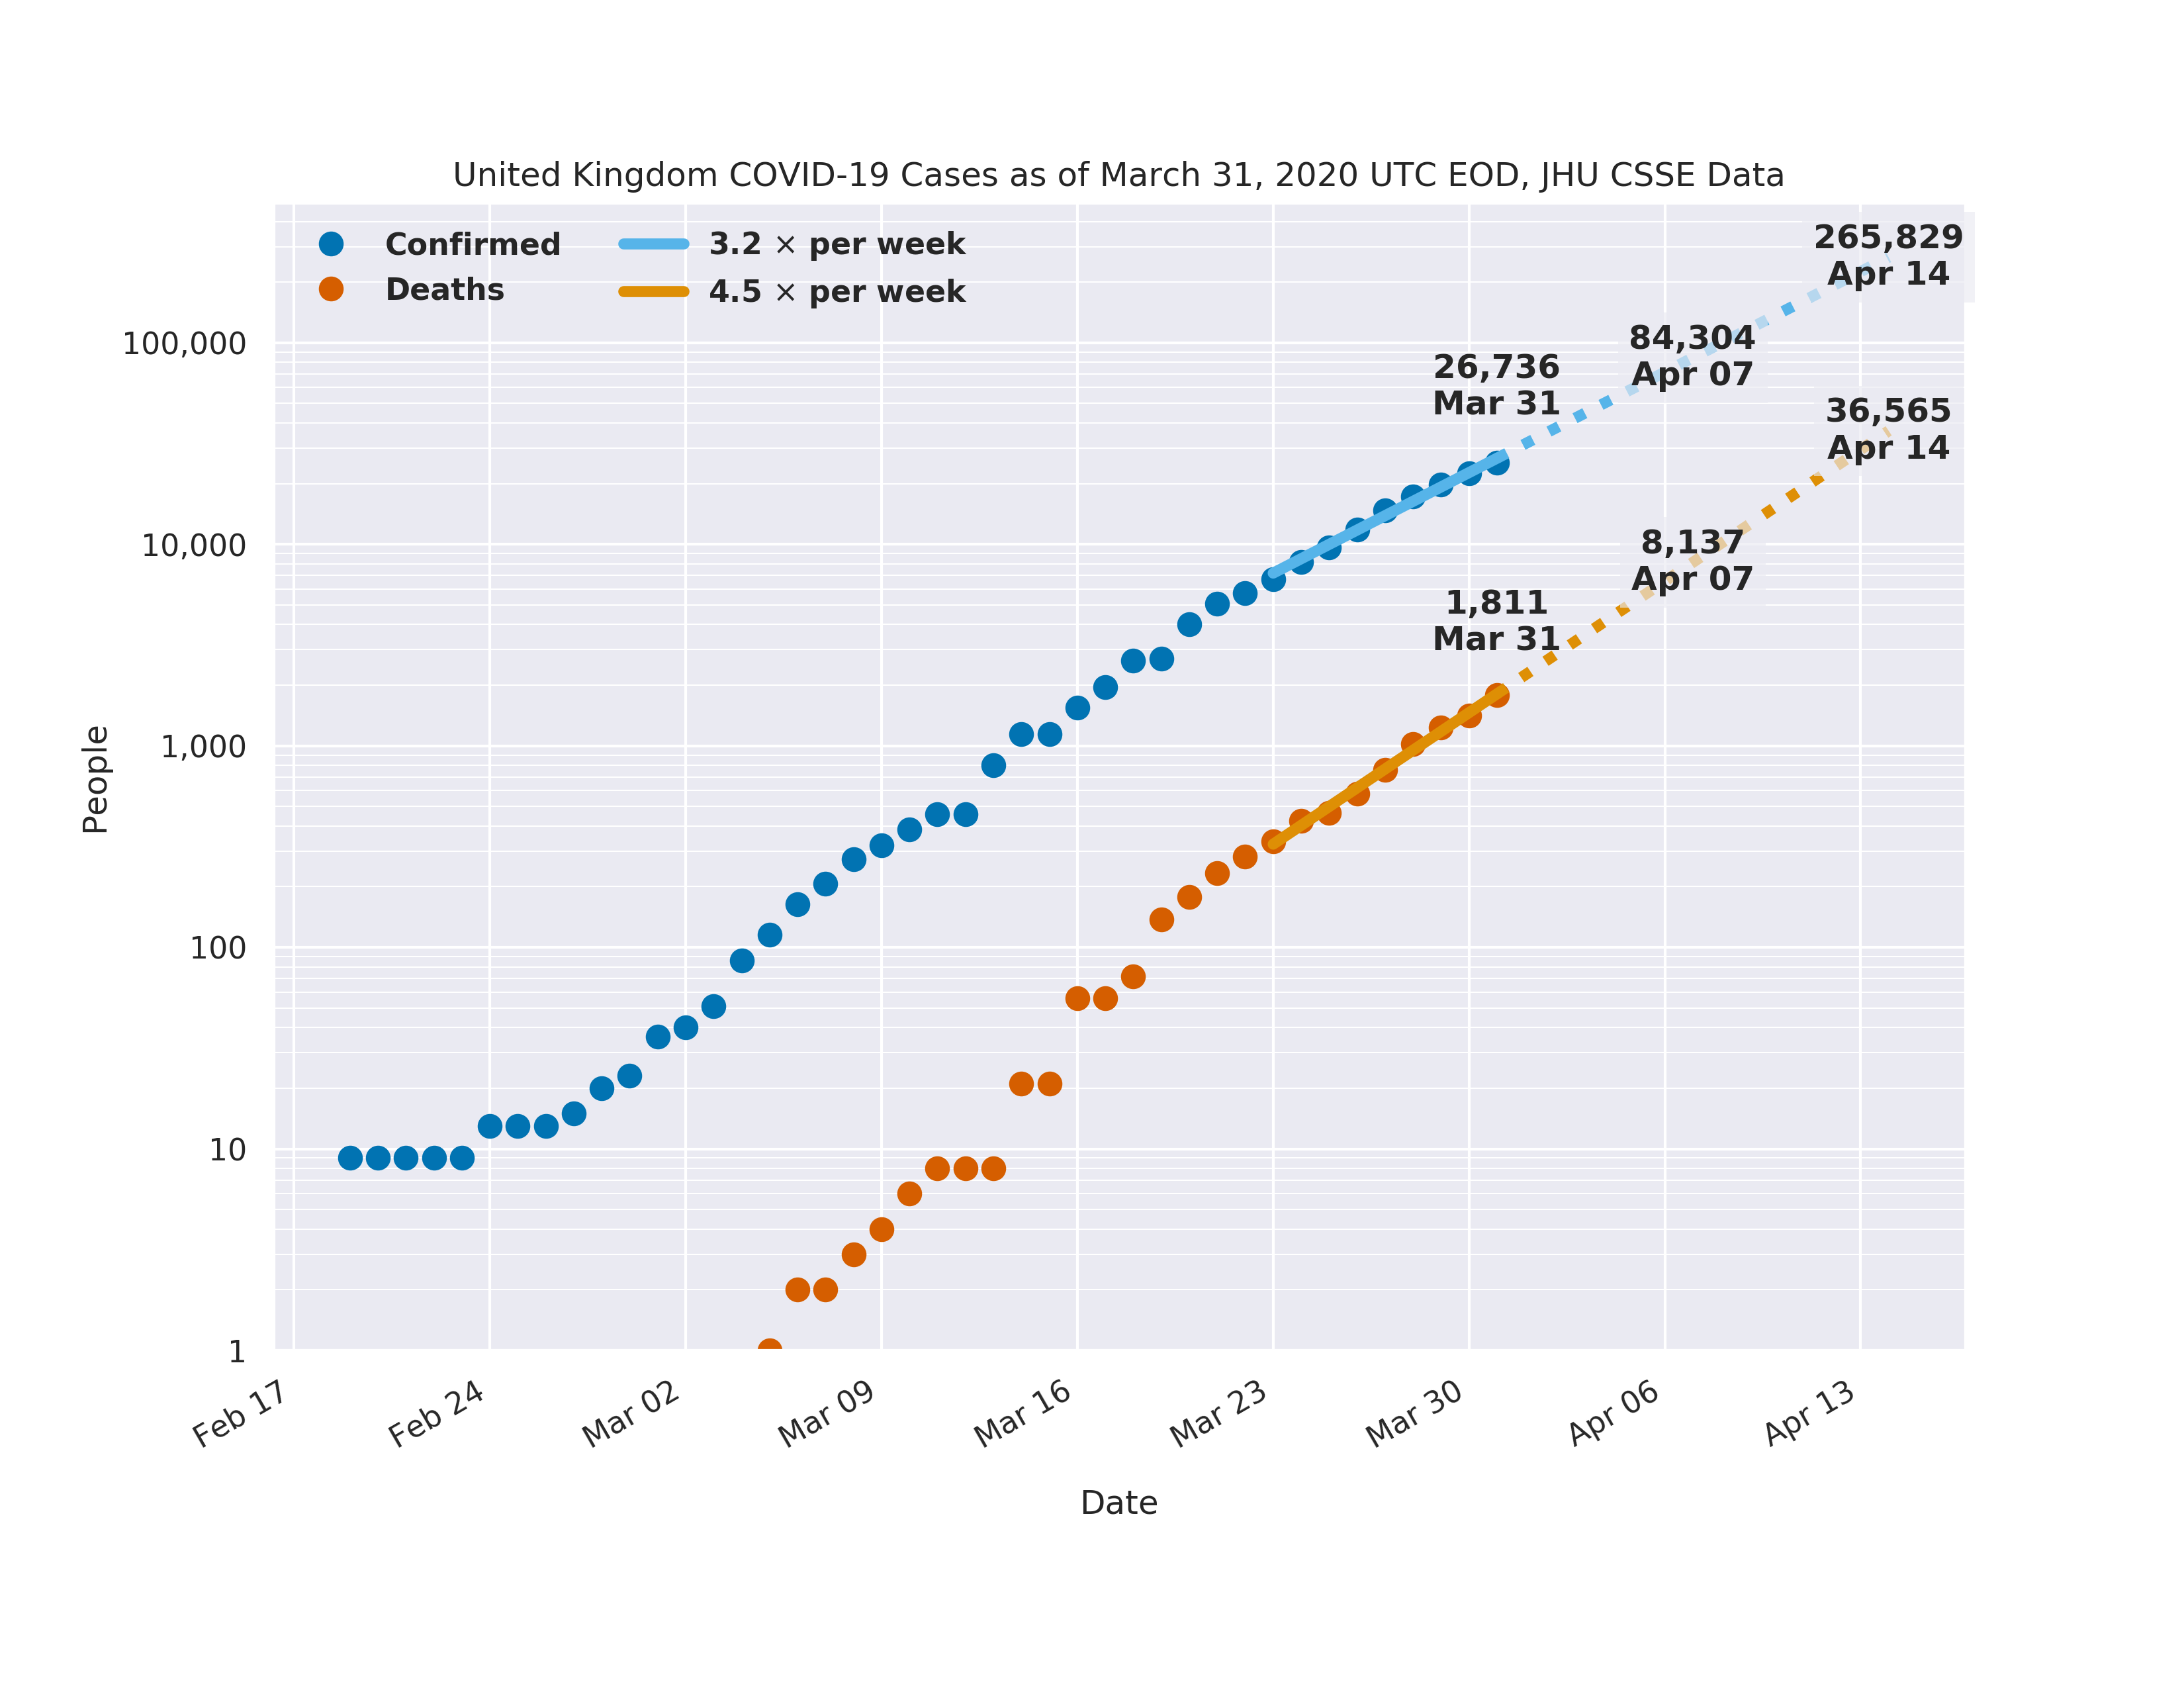 United Kingdom COVID-19 Cases as of March 31, 2020 UTC EOD, JHU CSSE Data
Confirmed
Deaths
3.2 × per week
4.5 × per week
265,829
Apr 14
84,304
Apr 07
26,736
Mar 31
36,565
Apr 14
8,137
Apr 07
1,811
Mar 31
People
100,000
10,000
1,000
100
10
1
Feb 17
Feb 24
Mar 02
Mar 09
Mar 16
Mar 23
Mar 30
Apr 06
Apr 13
Date